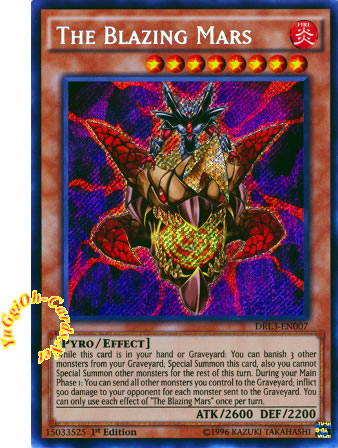 THE BLAZING MARS
FIRE
炎
DRL3-EN007
[PYRO/EFFECT]
While this card is in your hand or Graveyard: You can banish 3 other
monsters from your Graveyard; Special Summon this card, also you cannot
Special Summon other monsters for the rest of this turn. During your Main
Phase 1: You can send all other monsters you control to the Graveyard; inflict
500 damage to your opponent for each monster sent to the Graveyard. You
can only use each effect of "The Blazing Mars" once per turn.
ATK/2600 DEF/2200
15033525 1st Edition ©1996 KAZUKI TAKAHASHI
YuGiOh-Card.